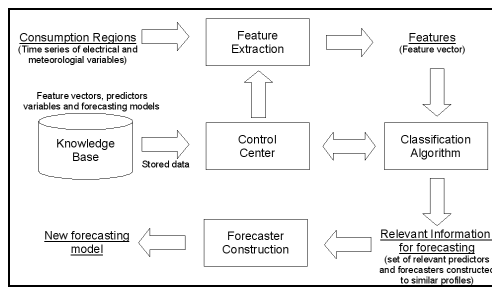 Consumption Regions
(Time series of electrical and
meteorologial variables)
Feature
Extraction
Features
(Feature vector)
Feature vectors, predictors
variables and forecasting models
Knowledge
Base
Stored data
Control
Center
Classification
Algorithm
New forecasting
model
Forecaster
Construction
Relevant Information
for forecasting
(set of relevant predictors
and forecasters constructed
to similar profiles)